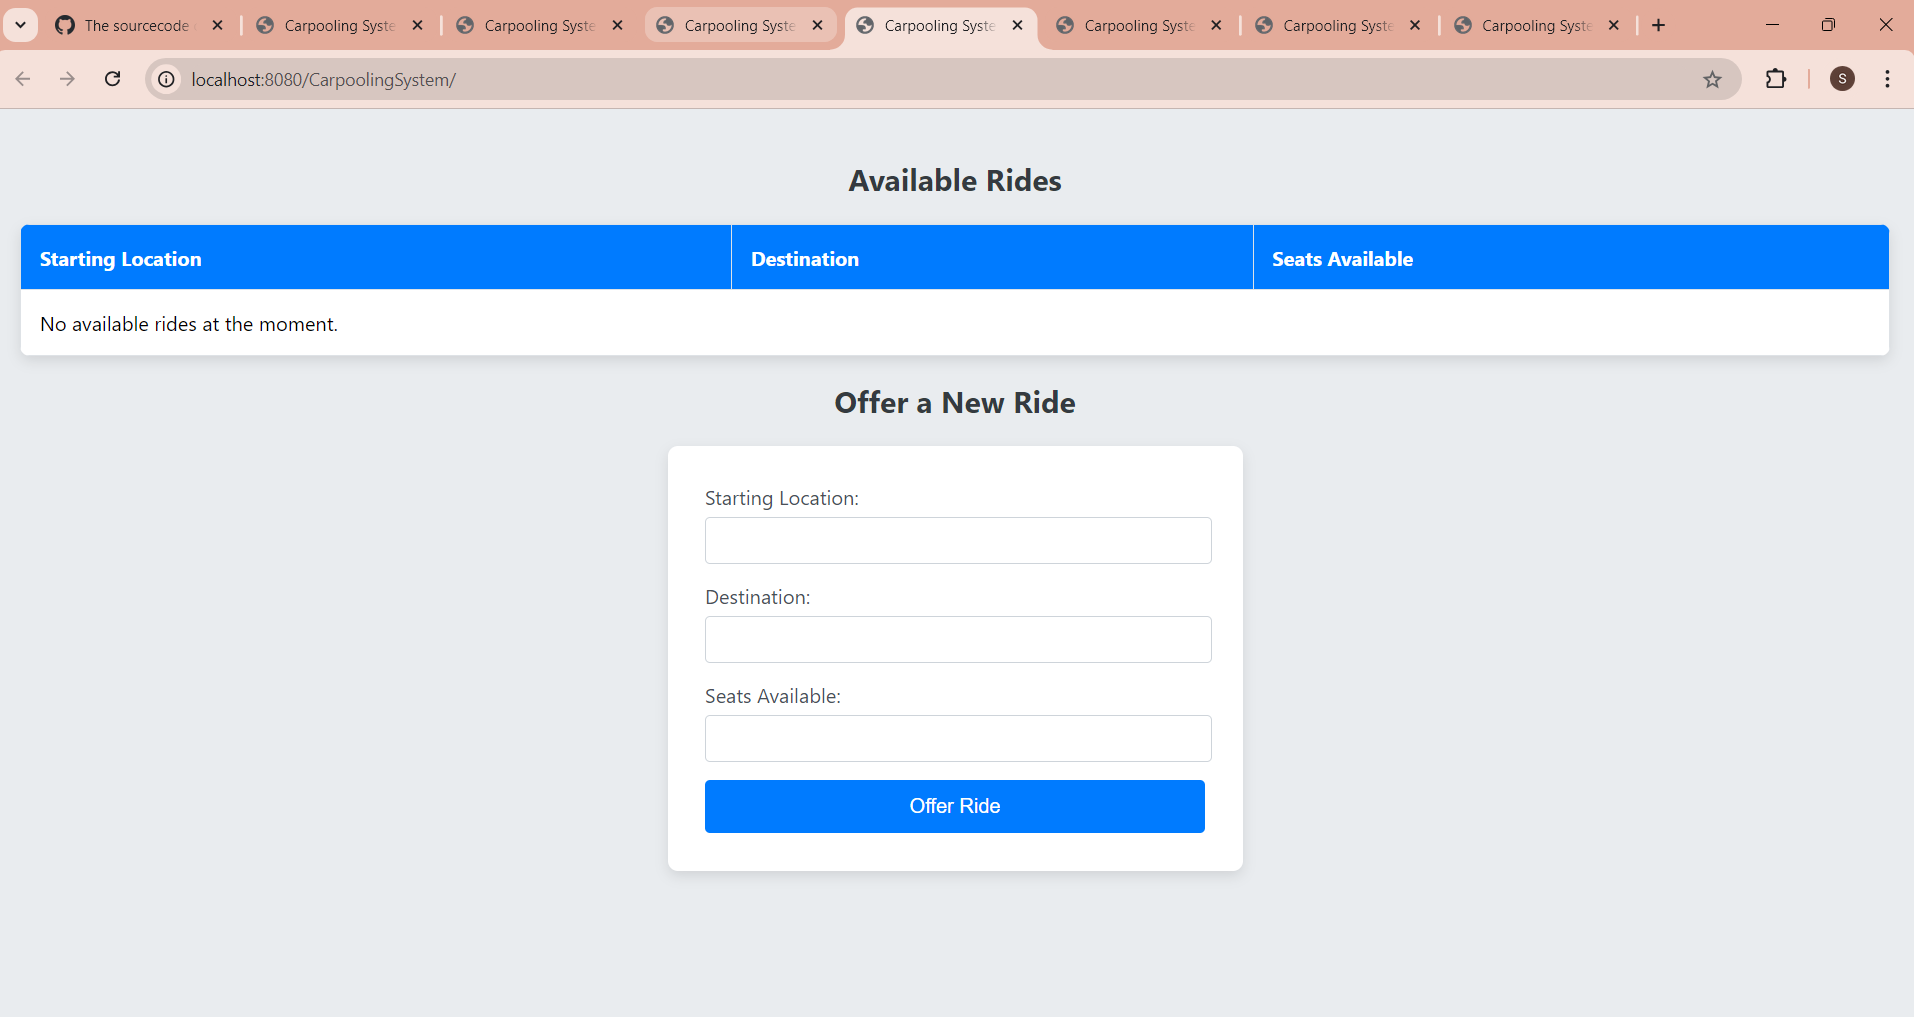 The sourcecode
Carpooling Syste
Carpooling Syste
Carpooling Syste
Carpooling Syste
Carpooling Syste
Carpooling Syste
Carpooling Syste
localhost:8080/CarpoolingSystem/
S
Available Rides
Starting Location Destination Seats Available
No available rides at the moment.
Offer a New Ride
Starting Location:
Destination:
Seats Available:
Offer Ride